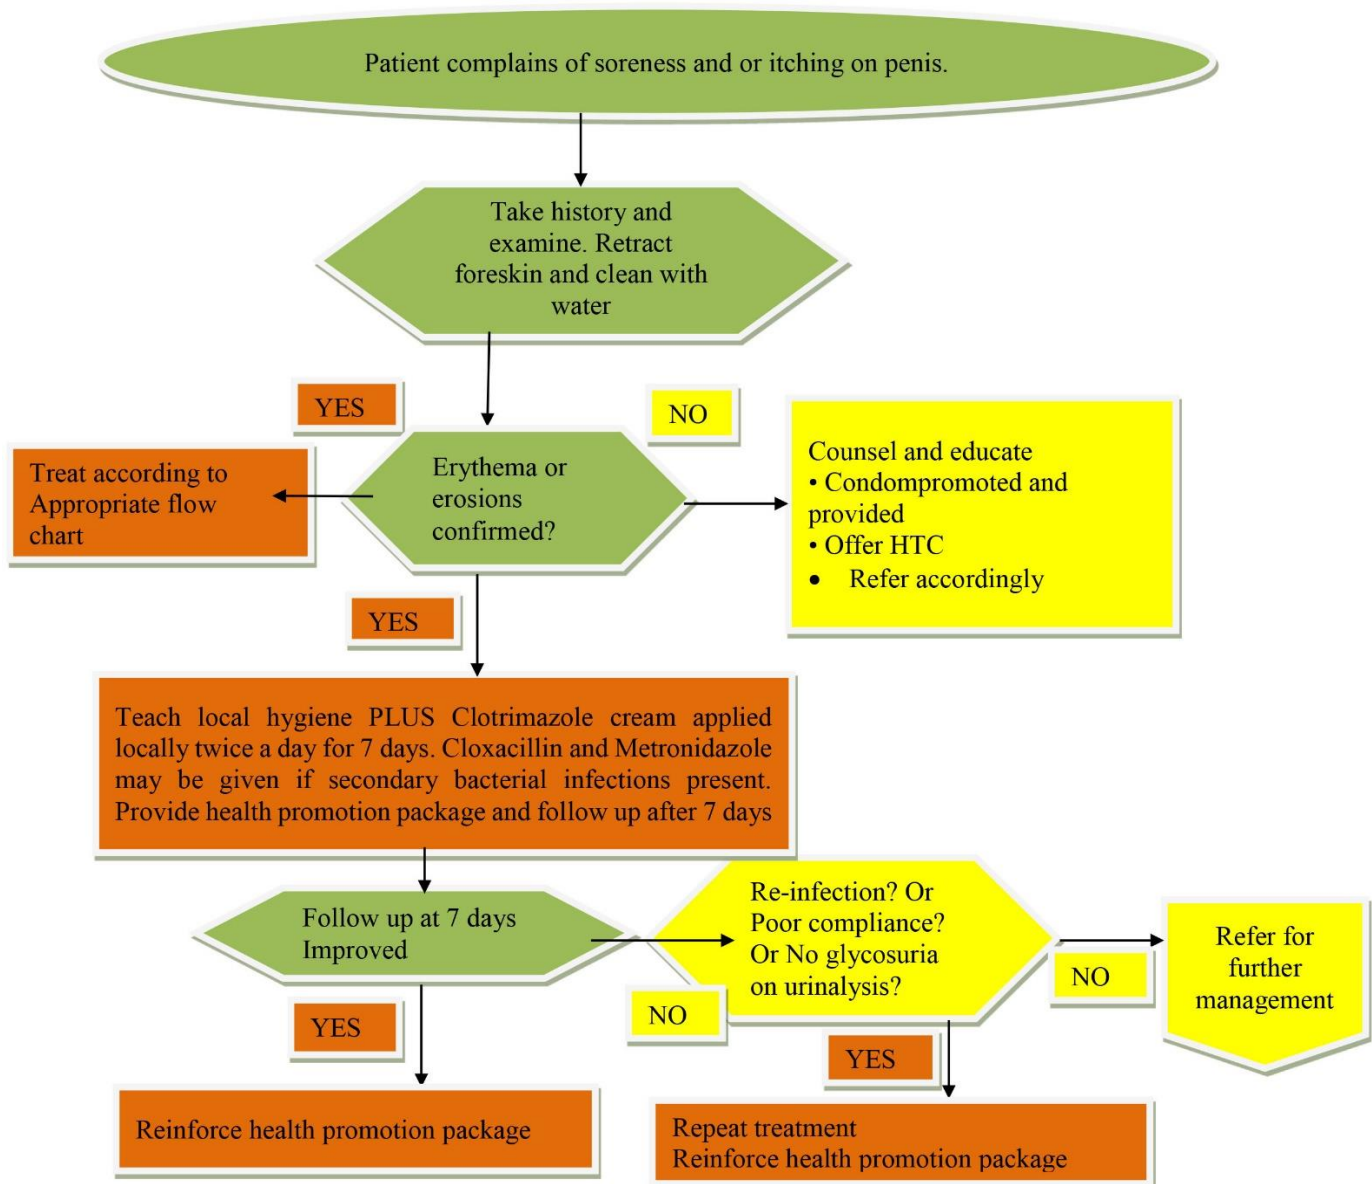 Patient complains of soreness and or itching on penis.
Take history and
examine. Retract
foreskin and clean with
water
YES
NO
Treat according to
Appropriate flow
chart
Erythema or
erosions
confirmed?
Counsel and educate
• Condompromoted and
provided
• Offer HTC
• Refer accordingly
YES
Teach local hygiene PLUS Clotrimazole cream applied
locally twice a day for 7 days. Cloxacillin and Metronidazole
may be given if secondary bacterial infections present.
Provide health promotion package and follow up after 7 days
Follow up at 7 days
Improved
Re-infection? Or
Poor compliance?
Or No glycosuria
on urinalysis?
Refer for
further
management
YES
NO
NO
YES
Reinforce health promotion package
Repeat treatment
Reinforce health promotion package